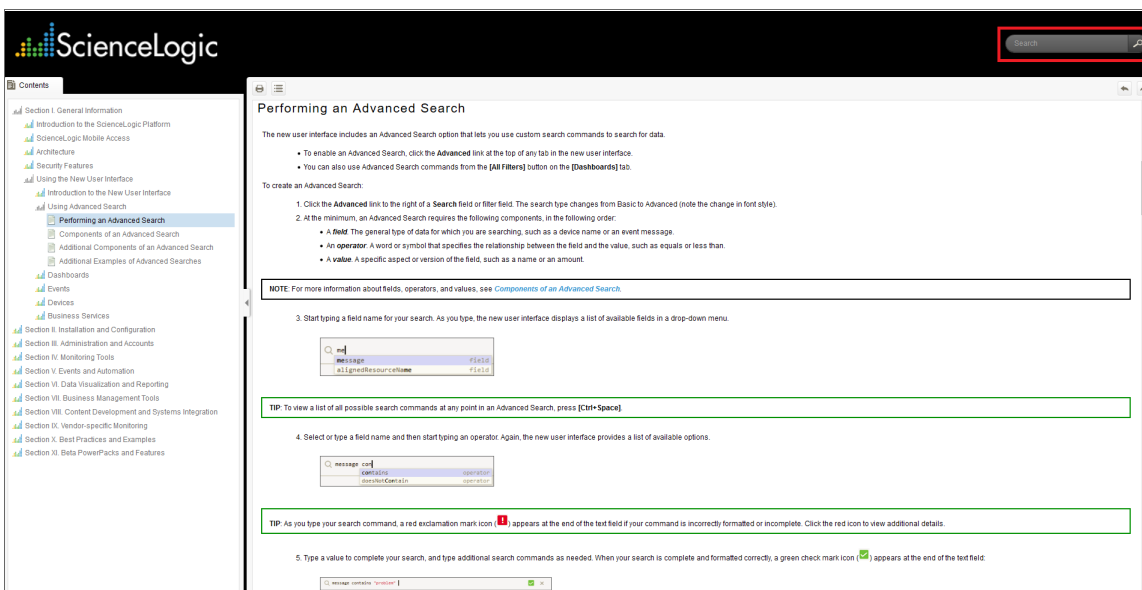 ScienceLogic
Search
Contents
Section I. General Information
Introduction to the ScienceLogic Platform
ScienceLogic Mobile Access
Architecture
Security Features
Using the New User Interface
Introduction to the New User Interface
Using Advanced Search
Performing an Advanced Search
Components of an Advanced Search
Additional Components of an Advanced Search
Additional Examples of Advanced Searches
Dashboards
Events
Devices
Business Services
Section II. Installation and Configuration
Section III. Administration and Accounts
Section IV. Monitoring Tools
Section V. Events and Automation
Section VI. Data Visualization and Reporting
Section VII. Business Management Tools
Section VIII. Content Development and Systems Integration
Section IX. Vendor-specific Monitoring
Section X. Best Practices and Examples
Section XI. Beta PowerPacks and Features
Performing an Advanced Search
The new user interface includes an Advanced Search option that lets you use custom search commands to search for data.
• To enable an Advanced Search, click the Advanced link at the top of any tab in the new user interface.
• You can also use Advanced Search commands from the [All Filters] button on the [Dashboards] tab.
To create an Advanced Search:
1. Click the Advanced link to the right of a Search field or filter field. The search type changes from Basic to Advanced (note the change in font style).
2. At the minimum, an Advanced Search requires the following components, in the following order:
• A field. The general type of data for which you are searching, such as a device name or an event message.
• An operator. A word or symbol that specifies the relationship between the field and the value, such as equals or less than.
• A value. A specific aspect or version of the field, such as a name or an amount.
NOTE: For more information about fields, operators, and values, see Components of an Advanced Search.
3. Start typing a field name for your search. As you type, the new user interface displays a list of available fields in a drop-down menu.
me
message field
alignedResourceName field
TIP: To view a list of all possible search commands at any point in an Advanced Search, press [Ctrl+Space].
4. Select or type a field name and then start typing an operator. Again, the new user interface provides a list of available options.
message con
contains operator
doesNotContain operator
TIP: As you type your search command, a red exclamation mark icon (!) appears at the end of the text field if your command is incorrectly formatted or incomplete. Click the red icon to view additional details.
5. Type a value to complete your search, and type additional search commands as needed. When your search is complete and formatted correctly, a green check mark icon (✓) appears at the end of the text field:
message contains "problem"